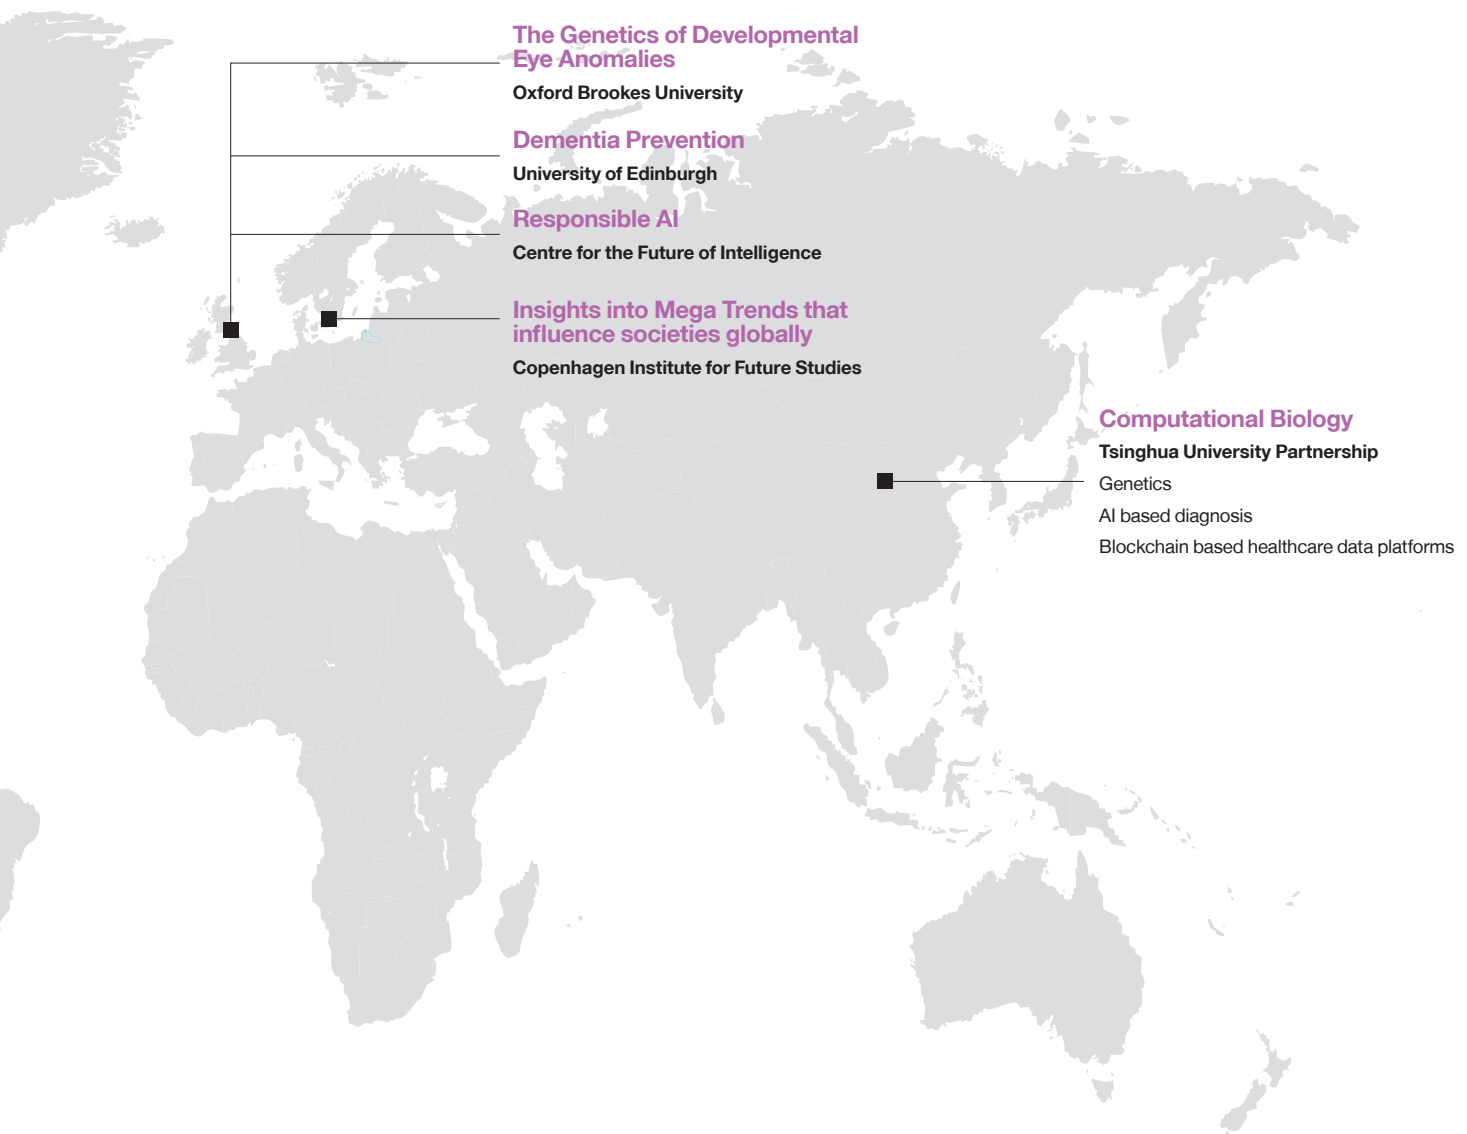 The Genetics of Developmental
Eye Anomalies
Oxford Brookes University
Dementia Prevention
University of Edinburgh
Responsible AI
Centre for the Future of Intelligence
Insights into Mega Trends that
influence societies globally
Copenhagen Institute for Future Studies
Computational Biology
Tsinghua University Partnership
Genetics
AI based diagnosis
Blockchain based healthcare data platforms